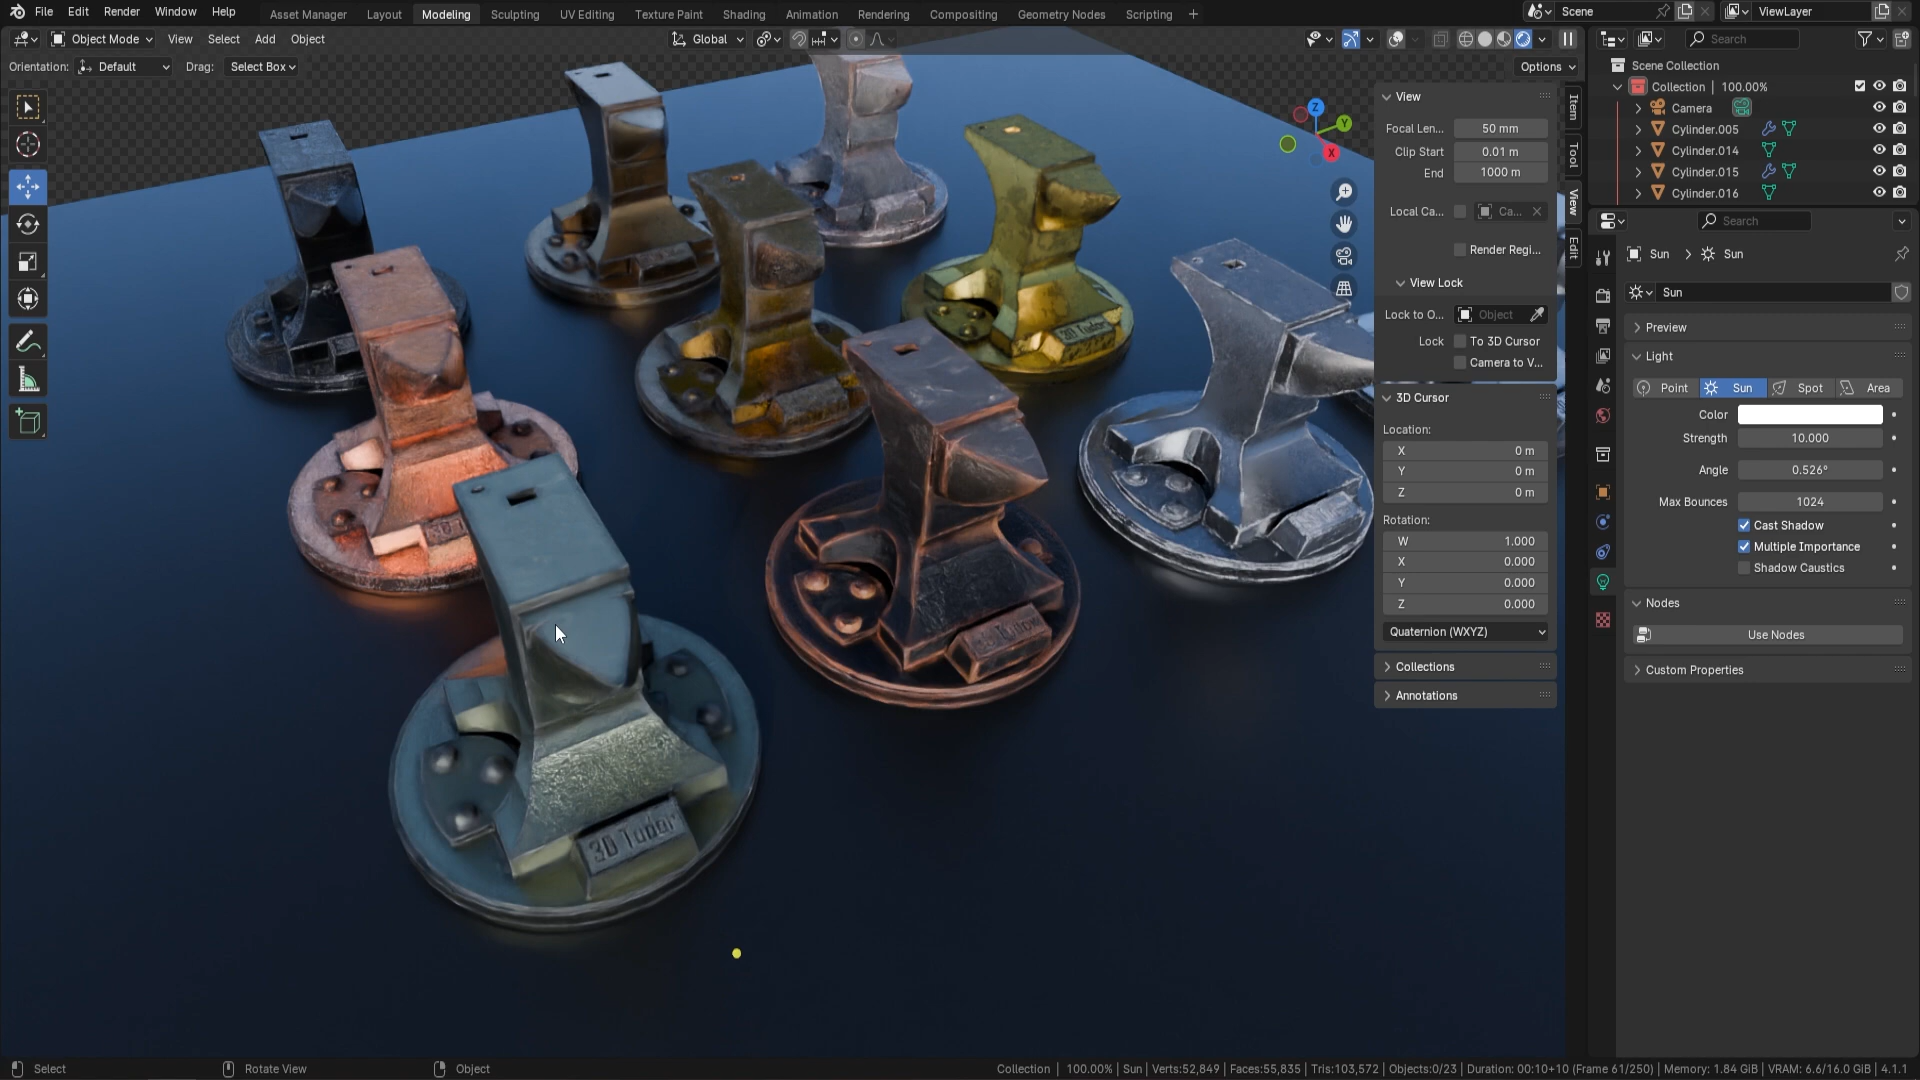 File Edit Render Window Help Asset Manager Layout Modeling Sculpting UV Editing Texture Paint Shading Animation Rendering Compositing Geometry Nodes Scripting + Scene ViewLayer
Object Mode View Select Add Object Global Search
Orientation: Default Drag: Select Box Options
Scene Collection
Collection | 100.00%
Camera
Cylinder.005
Cylinder.014
Cylinder.015
Cylinder.016
Item
Tool
View
Edit
Z
Y
X
View
Focal Len... 50 mm
Clip Start 0.01 m
End 1000 m
Local Ca... Ca...
Render Regi...
View Lock
Lock to O... Object
Lock To 3D Cursor
Camera to V...
3D Cursor
Location:
X 0 m
Y 0 m
Z 0 m
Rotation:
W 1.000
X 0.000
Y 0.000
Z 0.000
Quaternion (WXYZ)
Collections
Annotations
Search
Sun > Sun
Sun
Preview
Light
Point Sun Spot Area
Color
Strength 10.000
Angle 0.526°
Max Bounces 1024
Cast Shadow
Multiple Importance
Shadow Caustics
Nodes
Use Nodes
Custom Properties
3D Tudor
Select Rotate View Object Collection | 100.00% | Sun | Verts:52,849 | Faces:55,835 | Tris:103,572 | Objects:0/23 | Duration: 00:10+10 (Frame 61/250) | Memory: 1.84 GiB | VRAM: 6.6/16.0 GiB | 4.1.1